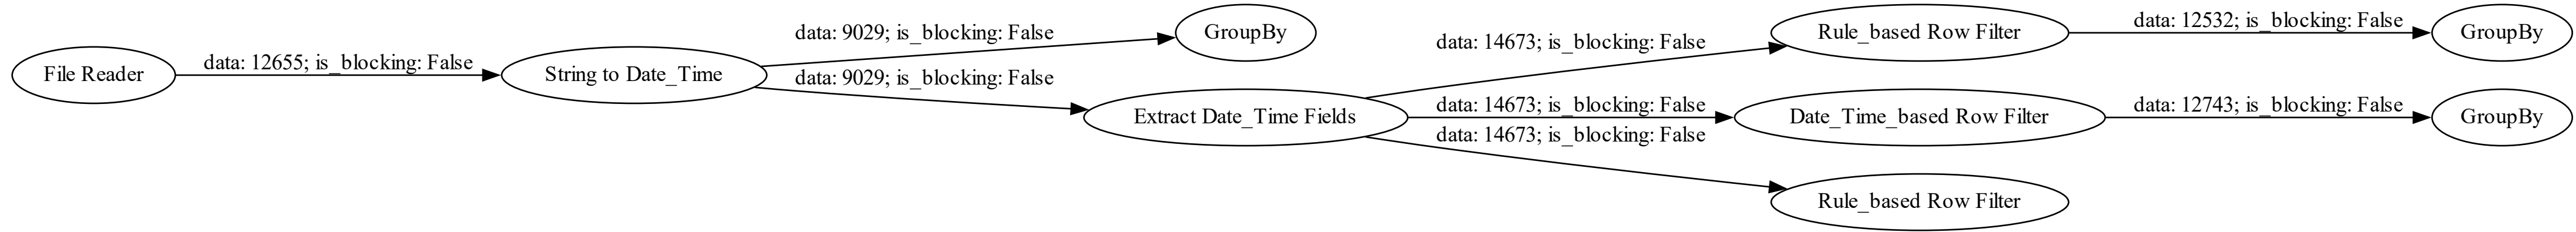 File Reader
data: 12655; is_blocking: False
String to Date_Time
data: 9029; is_blocking: False
GroupBy
data: 9029; is_blocking: False
Extract Date_Time Fields
data: 14673; is_blocking: False
Rule_based Row Filter
data: 12532; is_blocking: False
GroupBy
data: 14673; is_blocking: False
Date_Time_based Row Filter
data: 12743; is_blocking: False
GroupBy
data: 14673; is_blocking: False
Rule_based Row Filter